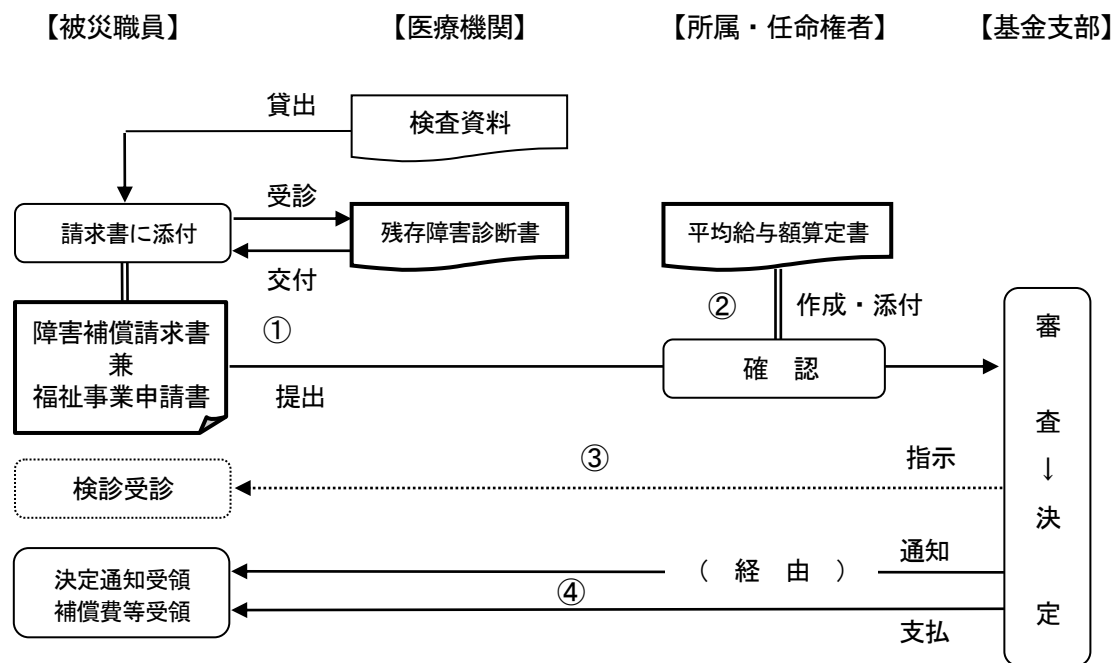 【被災職員】
【医療機関】
【所属・任命権者】
【基金支部】
貸出
検査資料
受診
請求書に添付
残存障害診断書
平均給与額算定書
交付
②
作成・添付
障害補償請求書
兼
福祉事業申請書
①
提出
確 認
審
査
↓
決
定
③
指示
検診受診
通知
( 経 由 )
決定通知受領
補償費等受領
④
支払